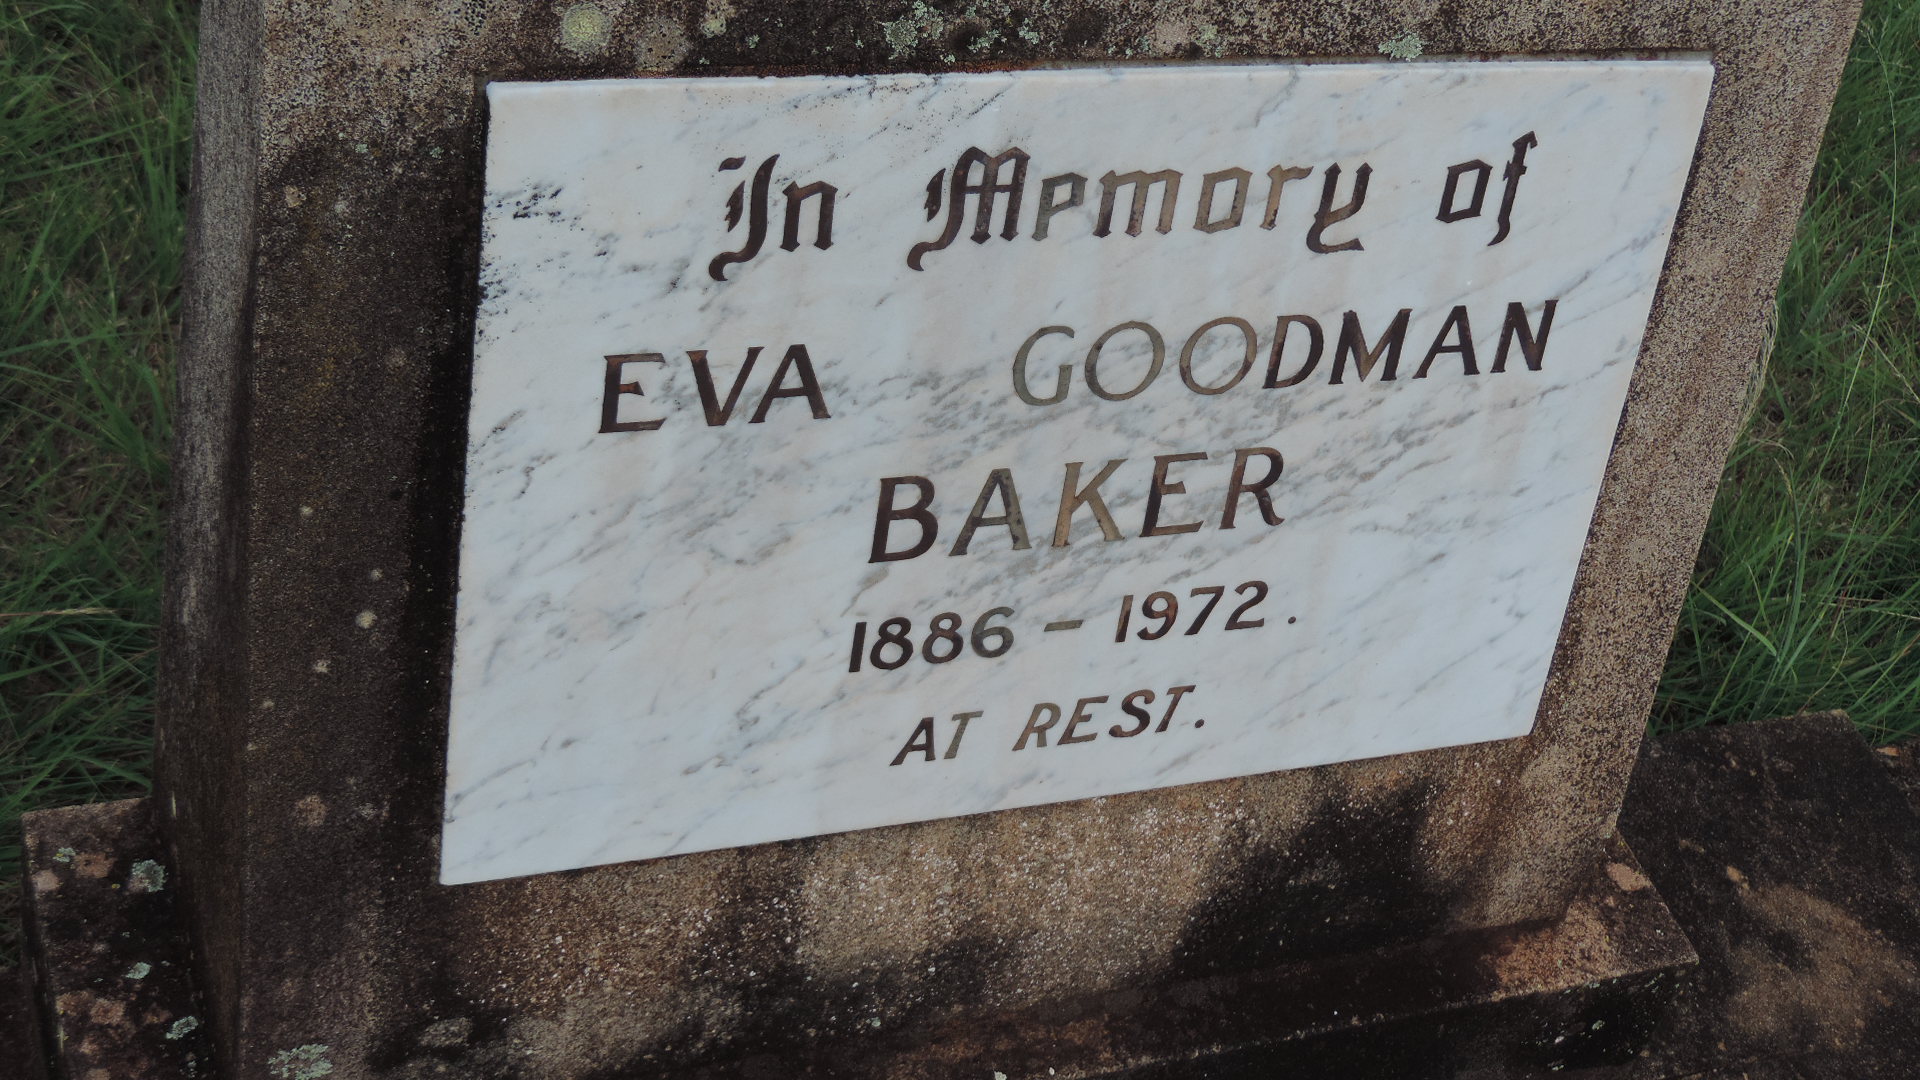 In Memory of
EVA GOODMAN
BAKER
1886 - 1972.
AT REST.